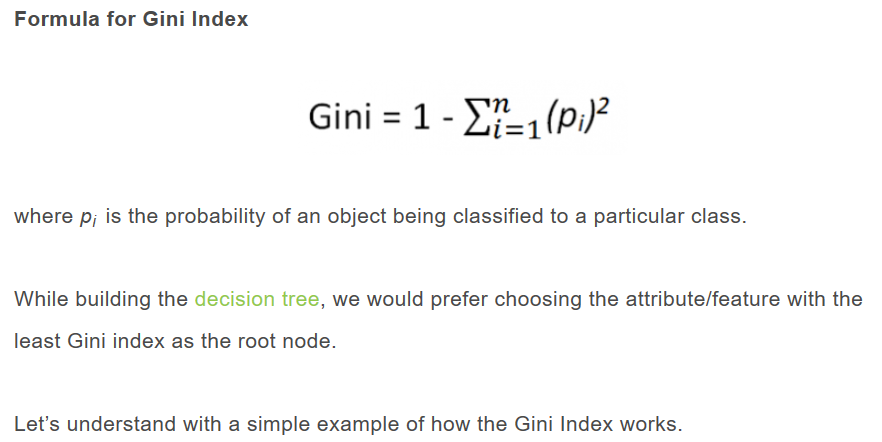 Formula for Gini Index
Gini = 1 - ∑ⁿᵢ₌₁(pᵢ)²
where pᵢ is the probability of an object being classified to a particular class.
While building the decision tree, we would prefer choosing the attribute/feature with the
least Gini index as the root node.
Let’s understand with a simple example of how the Gini Index works.